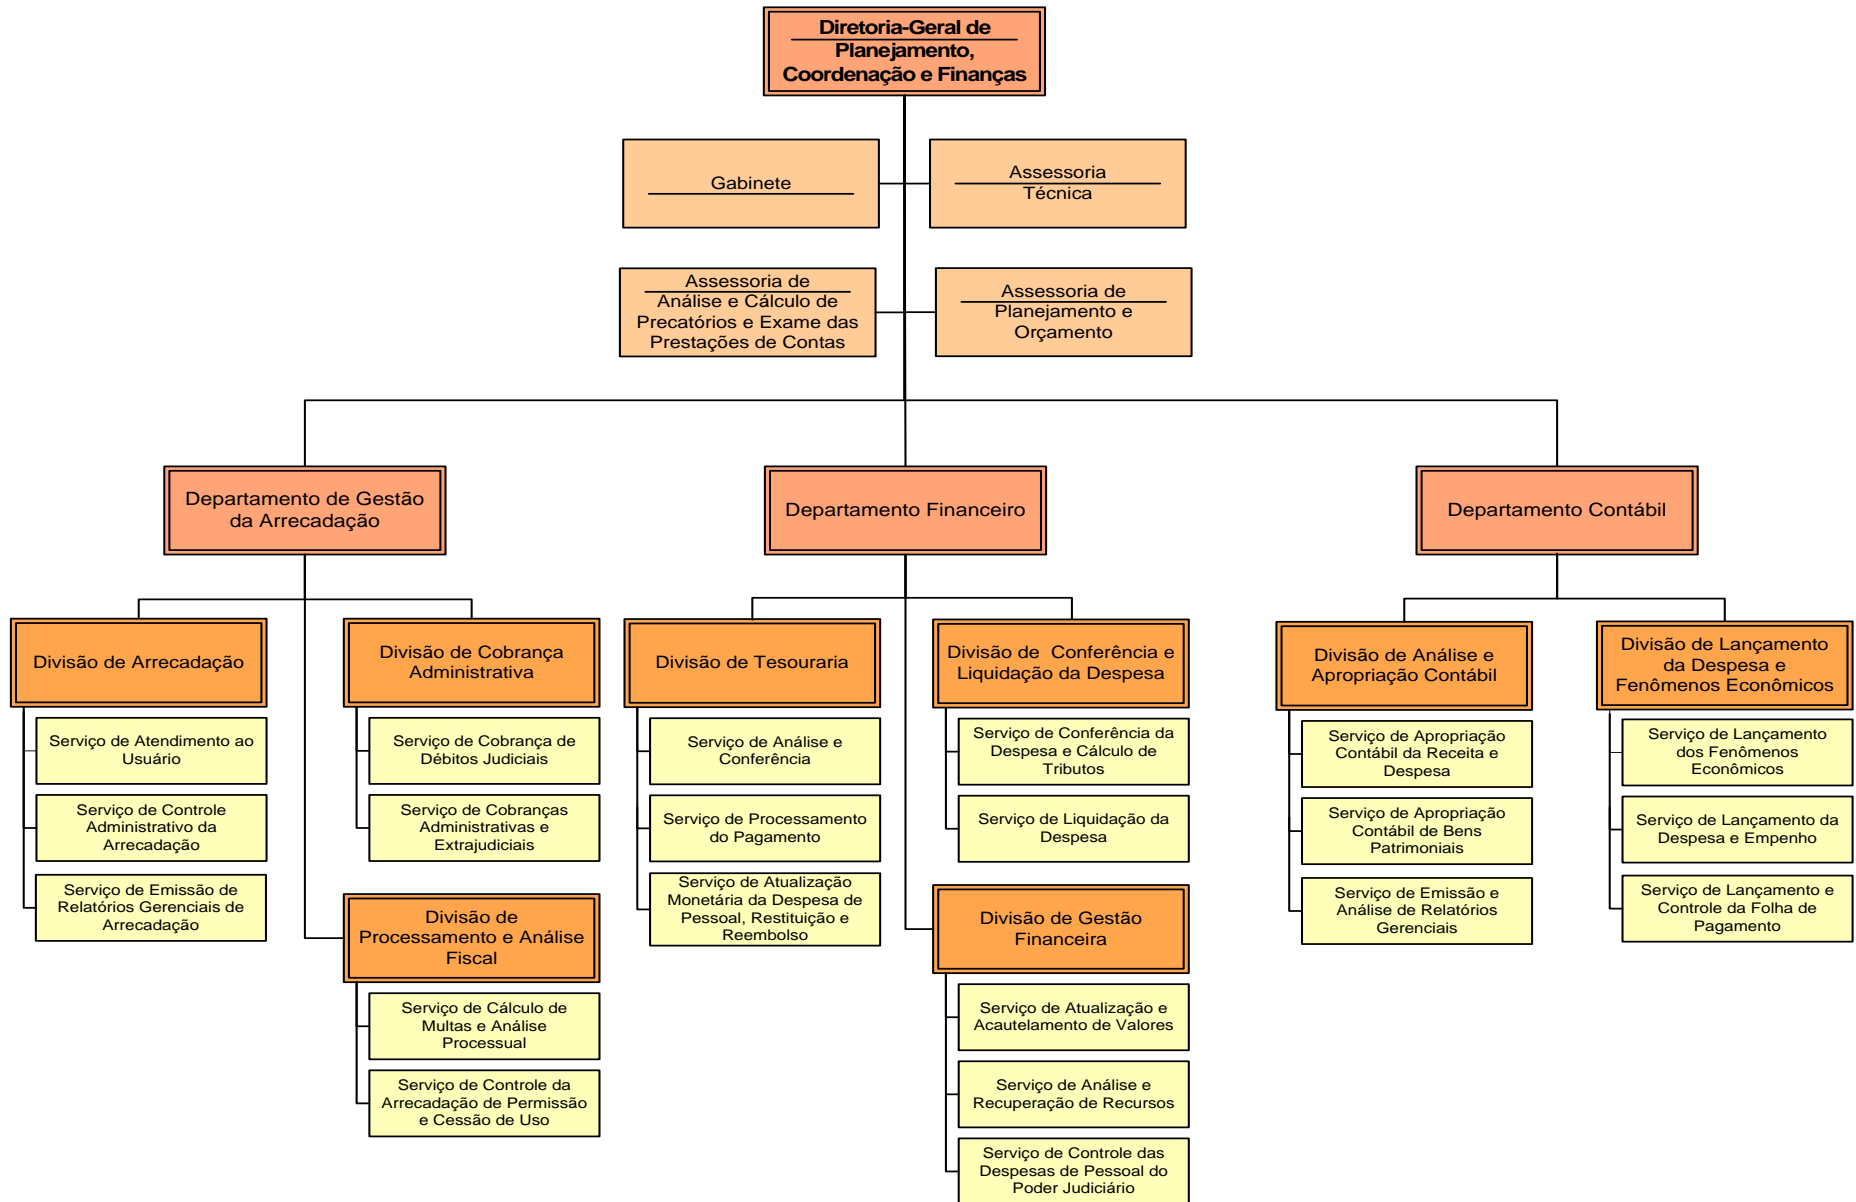 Diretoria-Geral de
Planejamento,
Coordenação e Finanças
Gabinete
Assessoria
Técnica
Assessoria de
Análise e Cálculo de
Precatórios e Exame das
Prestações de Contas
Assessoria de
Planejamento e
Orçamento
Departamento de Gestão
da Arrecadação
Departamento Financeiro
Departamento Contábil
Divisão de Arrecadação
Serviço de Atendimento ao
Usuário
Serviço de Controle
Administrativo da
Arrecadação
Serviço de Emissão de
Relatórios Gerenciais de
Arrecadação
Divisão de Cobrança
Administrativa
Serviço de Cobrança de
Débitos Judiciais
Serviço de Cobranças
Administrativas e
Extrajudiciais
Divisão de
Processamento e Análise
Fiscal
Serviço de Cálculo de
Multas e Análise
Processual
Serviço de Controle da
Arrecadação de Permissão
e Cessão de Uso
Divisão de Tesouraria
Serviço de Análise e
Conferência
Serviço de Processamento
do Pagamento
Serviço de Atualização
Monetária da Despesa de
Pessoal, Restituição e
Reembolso
Divisão de  Conferência e
Liquidação da Despesa
Serviço de Conferência da
Despesa e Cálculo de
Tributos
Serviço de Liquidação da
Despesa
Divisão de Gestão
Financeira
Serviço de Atualização e
Acautelamento de Valores
Serviço de Análise e
Recuperação de Recursos
Serviço de Controle das
Despesas de Pessoal do
Poder Judiciário
Divisão de Análise e
Apropriação Contábil
Serviço de Apropriação
Contábil da Receita e
Despesa
Serviço de Apropriação
Contábil de Bens
Patrimoniais
Serviço de Emissão e
Análise de Relatórios
Gerenciais
Divisão de Lançamento
da Despesa e
Fenômenos Econômicos
Serviço de Lançamento
dos Fenômenos
Econômicos
Serviço de Lançamento da
Despesa e Empenho
Serviço de Lançamento e
Controle da Folha de
Pagamento